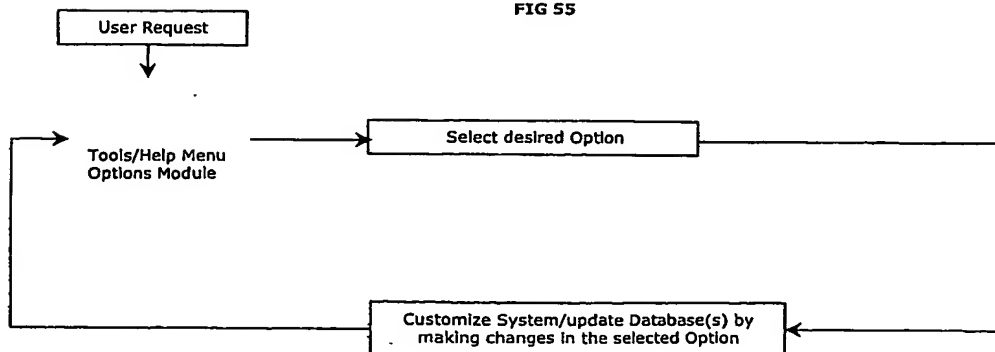 FIG 55
User Request
Tools/Help Menu
Options Module
Select desired Option
Customize System/update Database(s) by
making changes in the selected Option